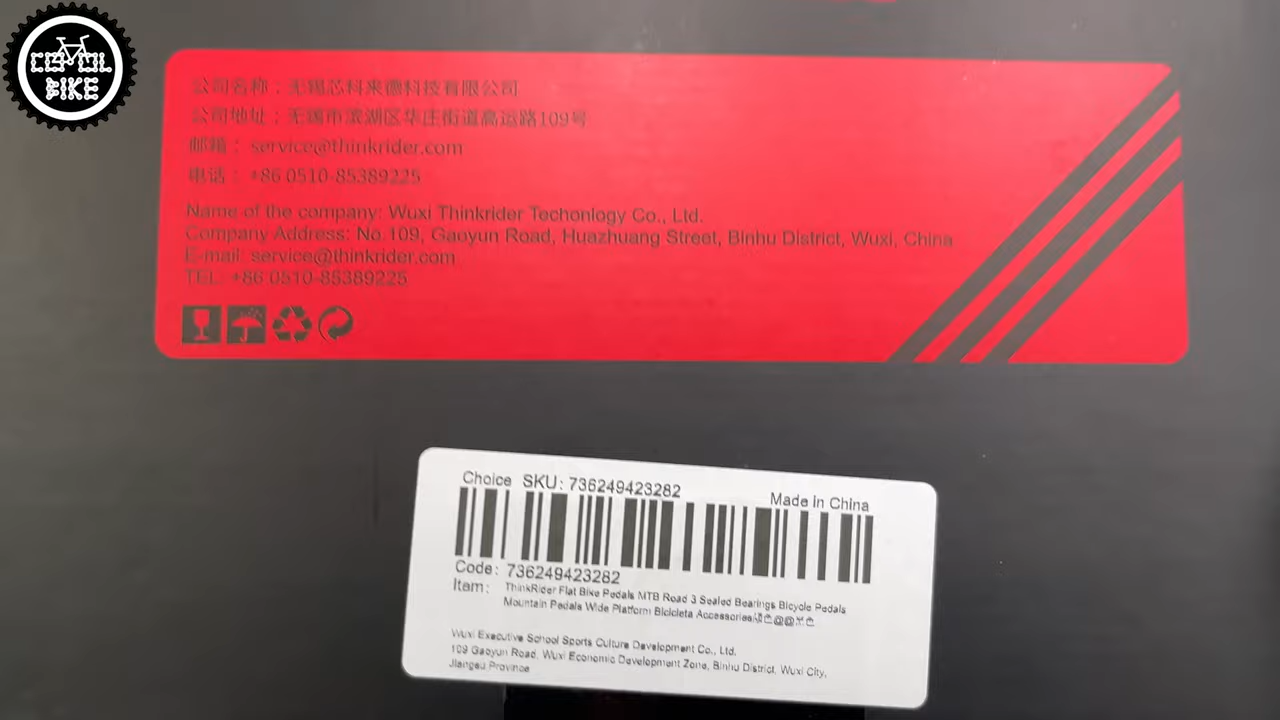 CEVOL
BIKE
公司名称：无锡芯科来德科技有限公司
公司地址：无锡市滨湖区华庄街道高运路109号
邮箱： service@thinkrider.com
电话： +86 0510-85389225
Name of the company: Wuxi Thinkrider Techonlogy Co., Ltd.
Company Address: No.109, Gaoyun Road, Huazhuang Street, Binhu District, Wuxi, China
E-mail: service@thinkrider.com
TEL: +86 0510-85389225
Choice SKU: 736249423282
Made in China
Code: 736249423282
Item: ThinkRider Flat Bike Pedals MTB Road 3 Sealed Bearings Bicycle Pedals
Mountain Pedals Wide Platform Bicicleta Accessories
Wuxi Executive School Sports Culture Development Co., Ltd.
109 Gaoyun Road, Wuxi Economic Development Zone, Binhu District, Wuxi City,
Jiangsu Province